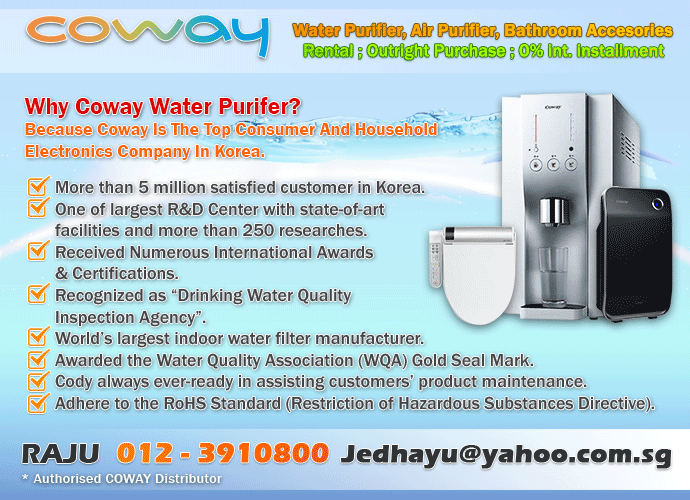 coway
Water Purifier, Air Purifier, Bathroom Accesories
Rental ; Outright Purchase ; 0% Int. Installment
Why Coway Water Purifer?
Because Coway Is The Top Consumer And Household
Electronics Company In Korea.
More than 5 million satisfied customer in Korea.
One of largest R&D Center with state-of-art
facilities and more than 250 researches.
Received Numerous International Awards
& Certifications.
Recognized as “Drinking Water Quality
Inspection Agency”.
World’s largest indoor water filter manufacturer.
Awarded the Water Quality Association (WQA) Gold Seal Mark.
Cody always ever-ready in assisting customers’ product maintenance.
Adhere to the RoHS Standard (Restriction of Hazardous Substances Directive).
COWAY
RAJU 012 - 3910800 Jedhayu@yahoo.com.sg
* Authorised COWAY Distributor